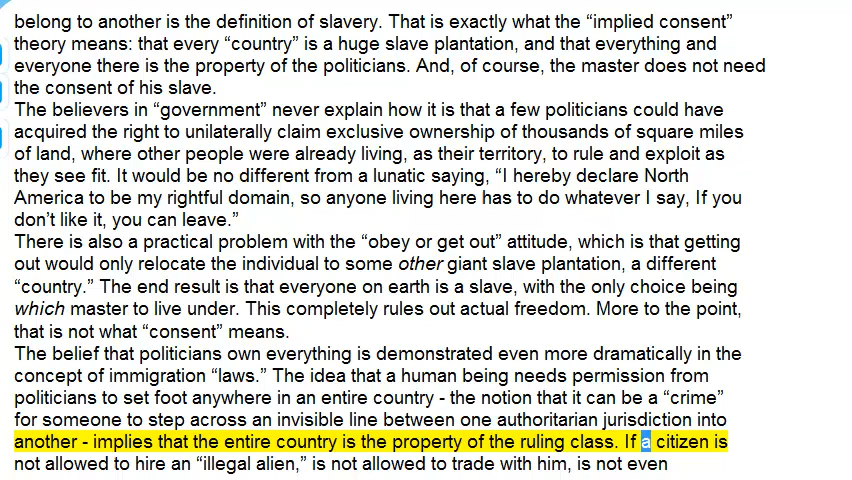 belong to another is the definition of slavery. That is exactly what the “implied consent”
theory means: that every “country” is a huge slave plantation, and that everything and
everyone there is the property of the politicians. And, of course, the master does not need
the consent of his slave.
The believers in “government” never explain how it is that a few politicians could have
acquired the right to unilaterally claim exclusive ownership of thousands of square miles
of land, where other people were already living, as their territory, to rule and exploit as
they see fit. It would be no different from a lunatic saying, “I hereby declare North
America to be my rightful domain, so anyone living here has to do whatever I say, If you
don’t like it, you can leave.”
There is also a practical problem with the “obey or get out” attitude, which is that getting
out would only relocate the individual to some other giant slave plantation, a different
“country.” The end result is that everyone on earth is a slave, with the only choice being
which master to live under. This completely rules out actual freedom. More to the point,
that is not what “consent” means.
The belief that politicians own everything is demonstrated even more dramatically in the
concept of immigration “laws.” The idea that a human being needs permission from
politicians to set foot anywhere in an entire country - the notion that it can be a “crime”
for someone to step across an invisible line between one authoritarian jurisdiction into
another - implies that the entire country is the property of the ruling class. If a citizen is
not allowed to hire an “illegal alien,” is not allowed to trade with him, is not even